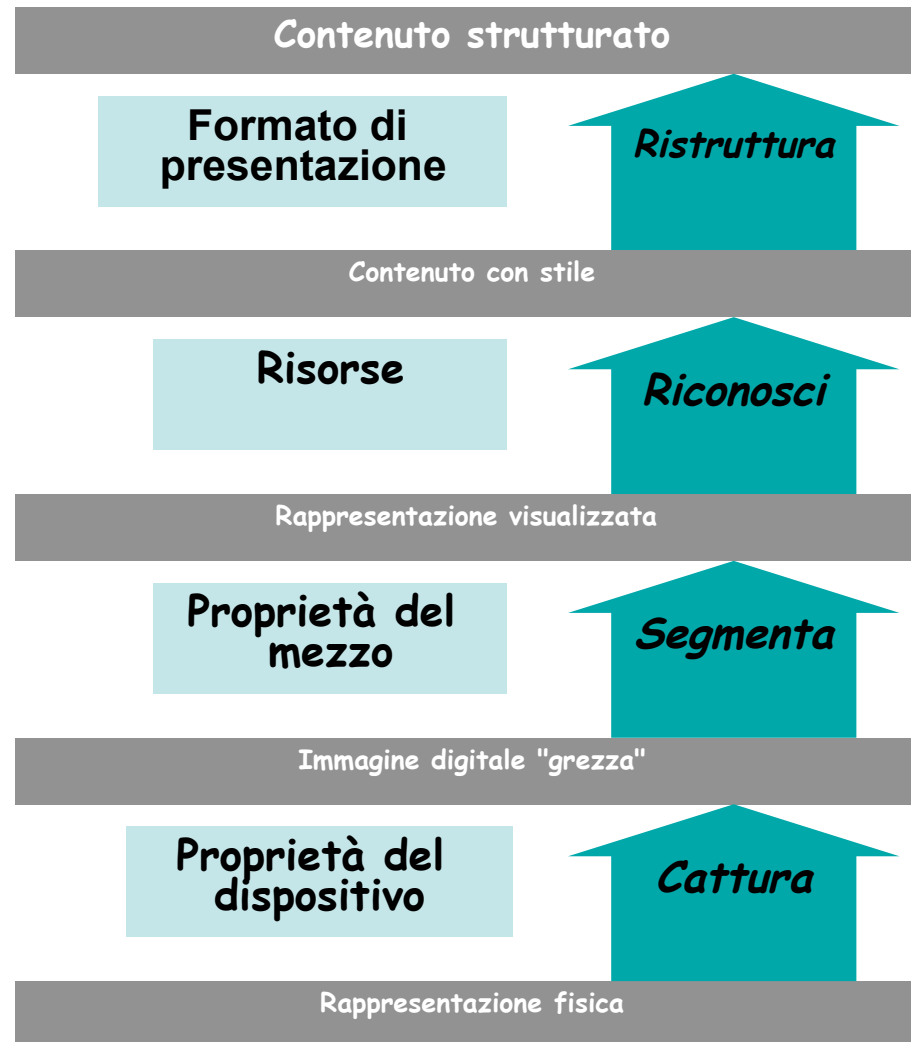 Contenuto strutturato
Formato di
presentazione
Ristruttura
Contenuto con stile
Risorse
Riconosci
Rappresentazione visualizzata
Proprietà del
mezzo
Segmenta
Immagine digitale "grezza"
Proprietà del
dispositivo
Cattura
Rappresentazione fisica